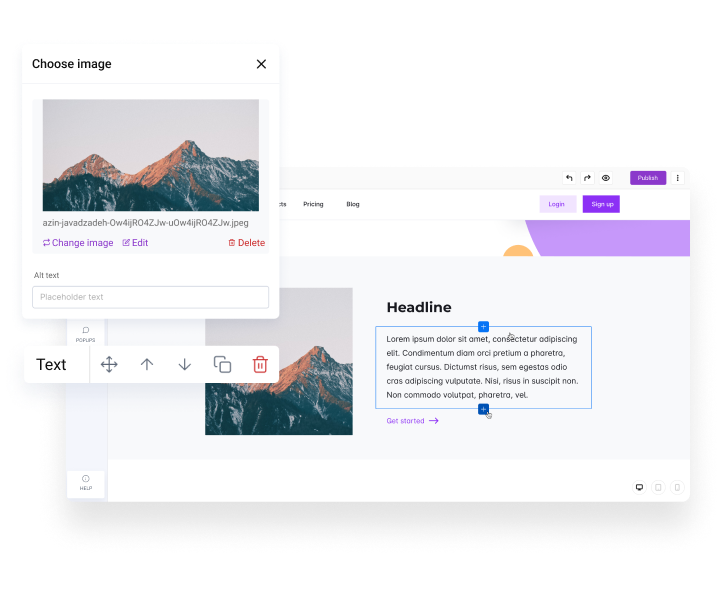 Choose image
azin-javadzadeh-Ow4ijRO4ZJw-uOw4ijRO4ZJw.jpeg
Change image Edit Delete
Alt text
Placeholder text
Publish
cts Pricing Blog Login Sign up
POPUPS
Text
Headline
Lorem ipsum dolor sit amet, consectetur adipiscing
elit. Condimentum diam orci pretium a pharetra,
feugiat cursus. Dictumst risus, sem egestas odio
cras adipiscing vulputate. Nisi, risus in suscipit non.
Non commodo volutpat, pharetra, vel.
Get started
HELP